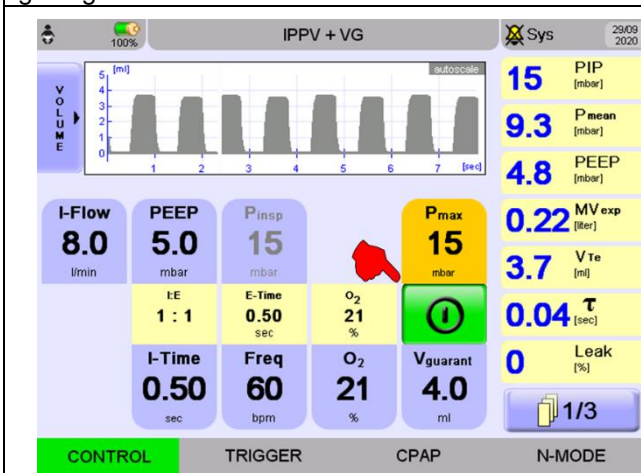 100%
IPPV + VG
Sys
29/09
2020
VOLUME
[ml]
autoscale
5
4
3
2
1
0
1 2 3 4 5 6 7 [sec]
15 PIP [mbar]
9.3 Pmean [mbar]
4.8 PEEP [mbar]
0.22 MVexp [liter]
3.7 VTe [ml]
0.04 τ [sec]
0 Leak [%]
1/3
I-Flow
8.0
l/min
PEEP
5.0
mbar
Pinsp
15
mbar
Pmax
15
mbar
I:E
1 : 1
E-Time
0.50
sec
O2
21
%
I-Time
0.50
sec
Freq
60
bpm
O2
21
%
Vguarant
4.0
ml
CONTROL TRIGGER CPAP N-MODE